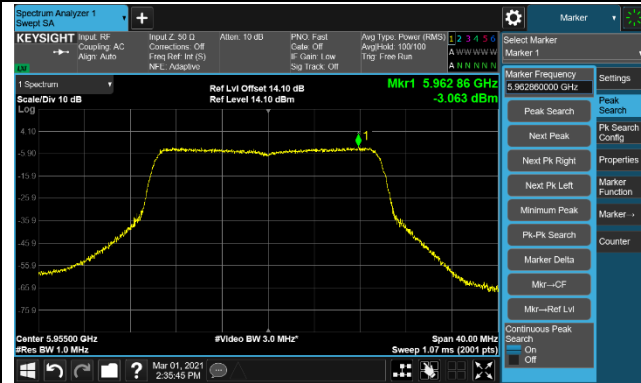 Spectrum Analyzer 1
Swept SA
Marker
KEYSIGHT
Input: RF
Coupling: AC
Align: Auto
Input Z: 50 Ω
Corrections: Off
Freq Ref: Int (S)
NFE: Adaptive
Atten: 10 dB
PNO: Fast
Gate: Off
IF Gain: Low
Sig Track: Off
Avg Type: Power (RMS)
Avg|Hold: 100/100
Trig: Free Run
1 2 3 4 5 6
A W W W W W
A N N N N N
Select Marker
Marker 1
Marker Frequency
5.962860000 GHz
Settings
Peak Search
Peak
Search
Next Peak
Pk Search
Config
Next Pk Right
Properties
Next Pk Left
Marker
Function
Minimum Peak
Marker→
Pk-Pk Search
Counter
Marker Delta
Mkr→CF
Mkr→Ref Lvl
Continuous Peak
Search
On
Off
1 Spectrum
Scale/Div 10 dB
Log
Ref Lvl Offset 14.10 dB
Ref Level 14.10 dBm
Mkr1 5.962 86 GHz
-3.063 dBm
4.10
-5.90
-15.9
-25.9
-35.9
-45.9
-55.9
-65.9
-75.9
1
Center 5.95500 GHz
#Res BW 1.0 MHz
#Video BW 3.0 MHz*
Span 40.00 MHz
Sweep 1.07 ms (2001 pts)
Mar 01, 2021
2:35:45 PM